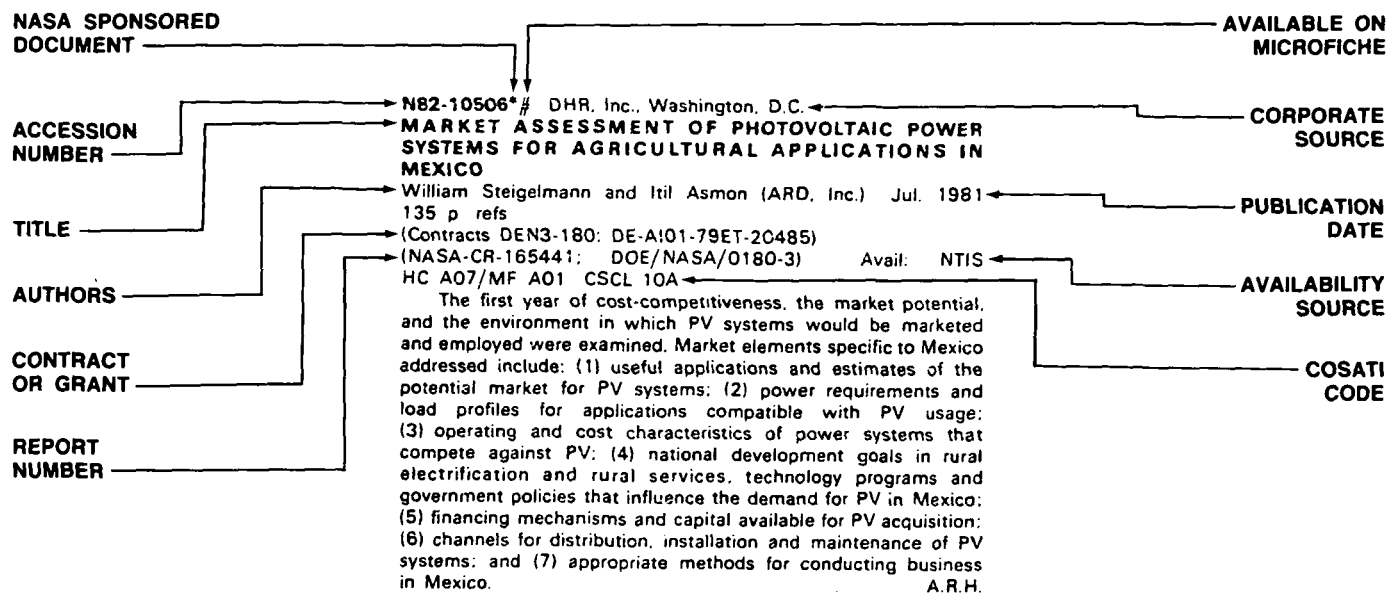 NASA SPONSORED
DOCUMENT
AVAILABLE ON
MICROFICHE
ACCESSION
NUMBER
TITLE
AUTHORS
CONTRACT
OR GRANT
REPORT
NUMBER
N82-10506*# DHR, Inc., Washington, D.C.
MARKET ASSESSMENT OF PHOTOVOLTAIC POWER
SYSTEMS FOR AGRICULTURAL APPLICATIONS IN
MEXICO
William Steigelmann and Itil Asmon (ARD, Inc.) Jul. 1981
135 p refs
(Contracts DEN3-180; DE-AI01-79ET-20485)
(NASA-CR-165441; DOE/NASA/0180-3) Avail: NTIS
HC A07/MF A01 CSCL 10A
The first year of cost-competitiveness, the market potential,
and the environment in which PV systems would be marketed
and employed were examined. Market elements specific to Mexico
addressed include: (1) useful applications and estimates of the
potential market for PV systems; (2) power requirements and
load profiles for applications compatible with PV usage;
(3) operating and cost characteristics of power systems that
compete against PV; (4) national development goals in rural
electrification and rural services, technology programs and
government policies that influence the demand for PV in Mexico;
(5) financing mechanisms and capital available for PV acquisition;
(6) channels for distribution, installation and maintenance of PV
systems; and (7) appropriate methods for conducting business
in Mexico. A.R.H.
CORPORATE
SOURCE
PUBLICATION
DATE
AVAILABILITY
SOURCE
COSATI
CODE